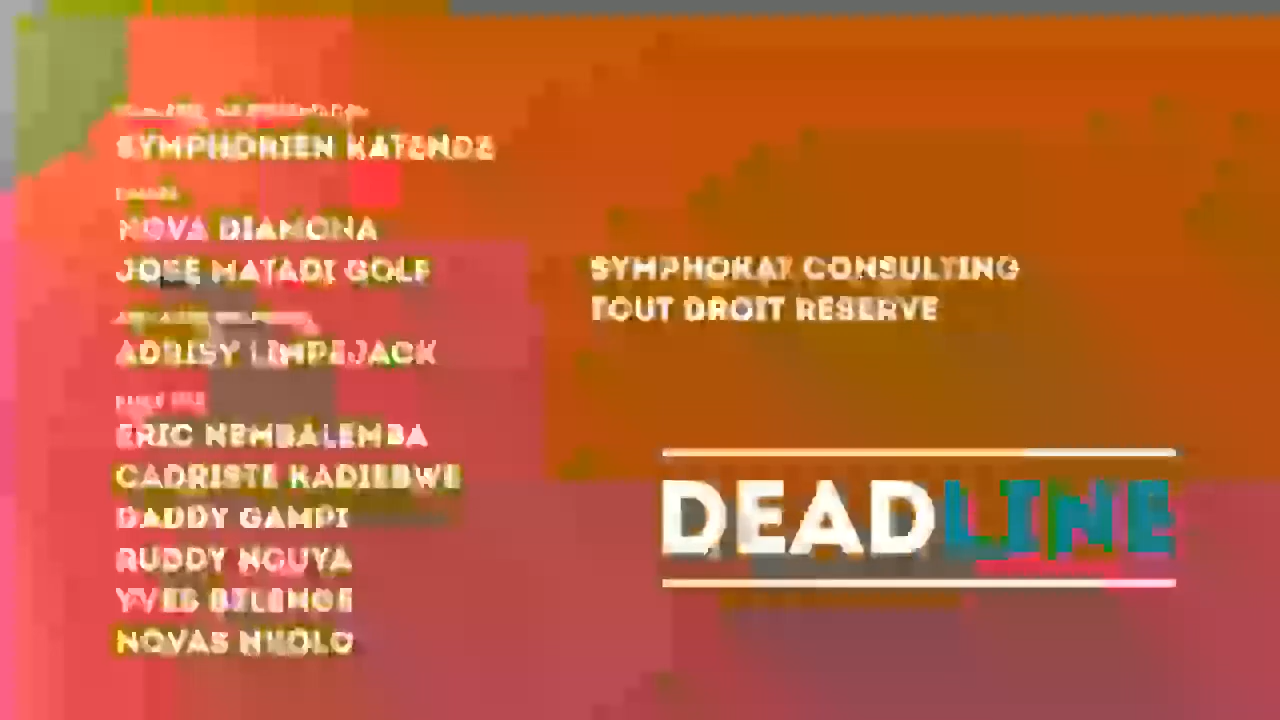 SYMPHORIEN KATENDE
NOVA DIAMONA
JOSE MATADI GOLF
ADRISY LIMPEJACK
ERIC NEMBALEMBA
CADRISTE KADIEBWE
DADDY GAMPI
RUDDY NGUYA
YVES
NOVAS
SYMPHOKAT CONSULTING
TOUT DROIT RESERVE
DEADLINE